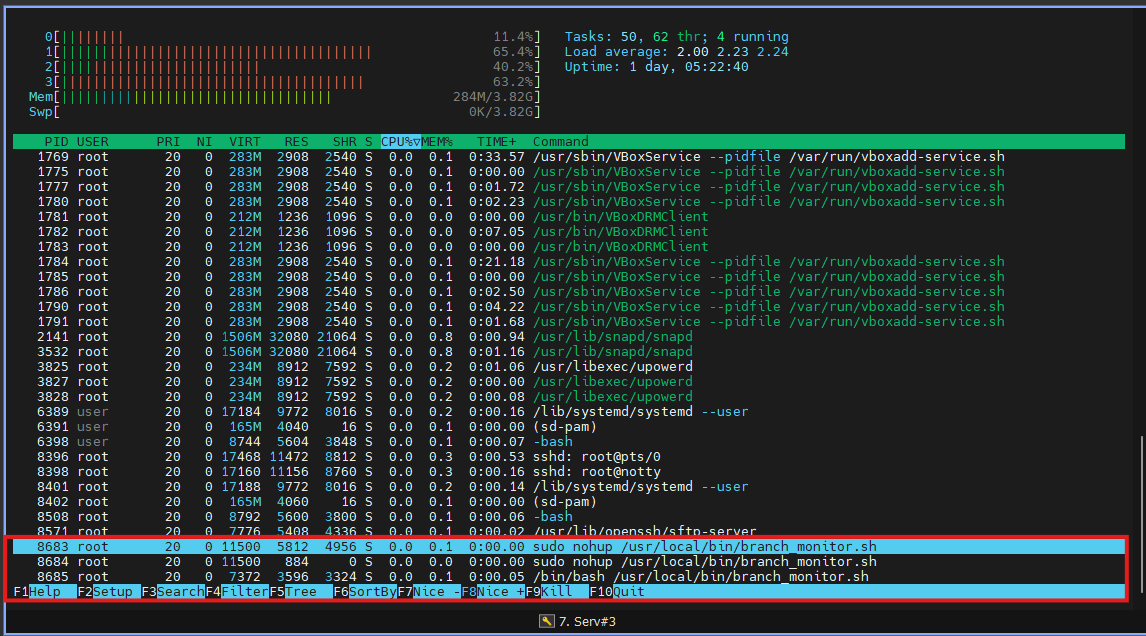 0[||||||||                                      11.4%]   Tasks: 50, 62 thr; 4 running
1[|||||||||||||||||||||||||||||||||||||||       65.4%]   Load average: 2.00 2.23 2.24
2[|||||||||||||||||||||||||                     40.2%]   Uptime: 1 day, 05:22:40
3[||||||||||||||||||||||||||||||||||||||        63.2%]
Mem[||||||||||||||||||||||||||||||||||     284M/3.82G]
Swp[                                         0K/3.82G]
PID USER PRI NI VIRT RES SHR S CPU%▽MEM% TIME+ Command
1769 root 20 0 283M 2908 2540 S 0.0 0.1 0:33.57 /usr/sbin/VBoxService --pidfile /var/run/vboxadd-service.sh
1775 root 20 0 283M 2908 2540 S 0.0 0.1 0:00.00 /usr/sbin/VBoxService --pidfile /var/run/vboxadd-service.sh
1777 root 20 0 283M 2908 2540 S 0.0 0.1 0:01.72 /usr/sbin/VBoxService --pidfile /var/run/vboxadd-service.sh
1780 root 20 0 283M 2908 2540 S 0.0 0.1 0:02.23 /usr/sbin/VBoxService --pidfile /var/run/vboxadd-service.sh
1781 root 20 0 212M 1236 1096 S 0.0 0.0 0:00.00 /usr/bin/VBoxDRMClient
1782 root 20 0 212M 1236 1096 S 0.0 0.0 0:07.05 /usr/bin/VBoxDRMClient
1783 root 20 0 212M 1236 1096 S 0.0 0.0 0:00.00 /usr/bin/VBoxDRMClient
1784 root 20 0 283M 2908 2540 S 0.0 0.1 0:21.18 /usr/sbin/VBoxService --pidfile /var/run/vboxadd-service.sh
1785 root 20 0 283M 2908 2540 S 0.0 0.1 0:00.00 /usr/sbin/VBoxService --pidfile /var/run/vboxadd-service.sh
1786 root 20 0 283M 2908 2540 S 0.0 0.1 0:02.50 /usr/sbin/VBoxService --pidfile /var/run/vboxadd-service.sh
1790 root 20 0 283M 2908 2540 S 0.0 0.1 0:04.22 /usr/sbin/VBoxService --pidfile /var/run/vboxadd-service.sh
1791 root 20 0 283M 2908 2540 S 0.0 0.1 0:01.68 /usr/sbin/VBoxService --pidfile /var/run/vboxadd-service.sh
2141 root 20 0 1506M 32080 21064 S 0.0 0.8 0:00.94 /usr/lib/snapd/snapd
3532 root 20 0 1506M 32080 21064 S 0.0 0.8 0:01.16 /usr/lib/snapd/snapd
3825 root 20 0 234M 8912 7592 S 0.0 0.2 0:01.06 /usr/libexec/upowerd
3827 root 20 0 234M 8912 7592 S 0.0 0.2 0:00.00 /usr/libexec/upowerd
3828 root 20 0 234M 8912 7592 S 0.0 0.2 0:00.08 /usr/libexec/upowerd
6389 user 20 0 17184 9772 8016 S 0.0 0.2 0:00.16 /lib/systemd/systemd --user
6391 user 20 0 165M 4040 16 S 0.0 0.1 0:00.00 (sd-pam)
6398 user 20 0 8744 5604 3848 S 0.0 0.1 0:00.07 -bash
8396 root 20 0 17468 11472 8812 S 0.0 0.3 0:00.53 sshd: root@pts/0
8398 root 20 0 17160 11156 8760 S 0.0 0.3 0:00.16 sshd: root@notty
8401 root 20 0 17188 9772 8016 S 0.0 0.2 0:00.14 /lib/systemd/systemd --user
8402 root 20 0 165M 4060 16 S 0.0 0.1 0:00.00 (sd-pam)
8508 root 20 0 8792 5600 3800 S 0.0 0.1 0:00.06 -bash
8571 root 20 0 7776 5408 4336 S 0.0 0.1 0:00.02 /usr/lib/openssh/sftp-server
8683 root 20 0 11500 5812 4956 S 0.0 0.1 0:00.00 sudo nohup /usr/local/bin/branch_monitor.sh
8684 root 20 0 11500 884 0 S 0.0 0.0 0:00.00 sudo nohup /usr/local/bin/branch_monitor.sh
8685 root 20 0 7372 3596 3324 S 0.0 0.1 0:00.05 /bin/bash /usr/local/bin/branch_monitor.sh
F1Help F2Setup F3SearchF4FilterF5Tree F6SortByF7Nice -F8Nice +F9Kill F10Quit
7. Serv#3